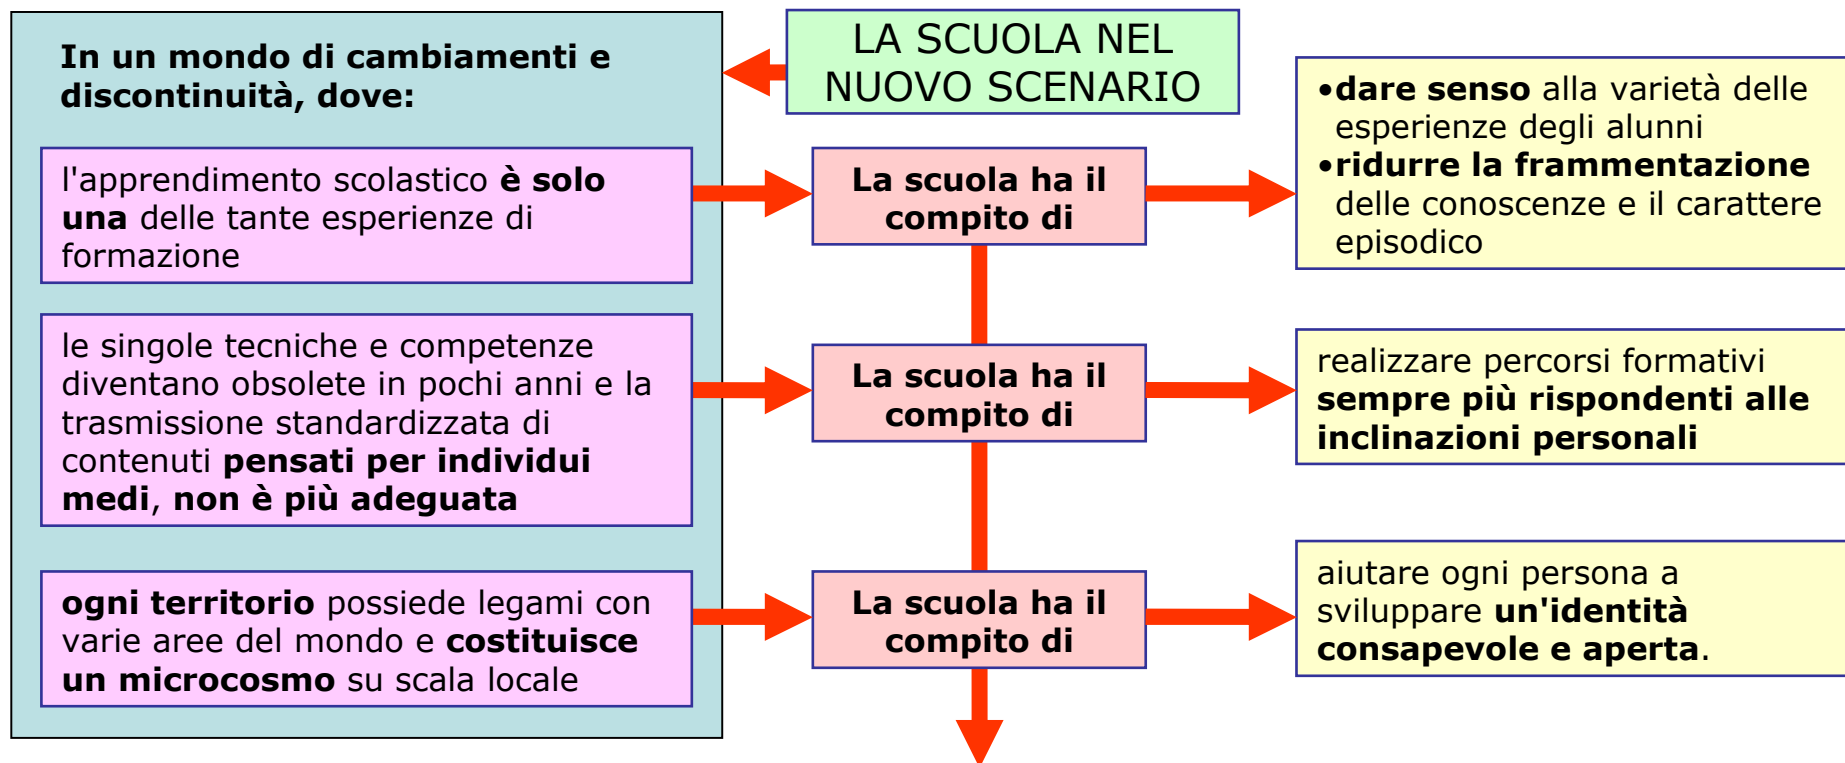 LA SCUOLA NEL
NUOVO SCENARIO
In un mondo di cambiamenti e
discontinuità, dove:
l'apprendimento scolastico è solo
una delle tante esperienze di
formazione
La scuola ha il
compito di
•dare senso alla varietà delle
esperienze degli alunni
•ridurre la frammentazione
delle conoscenze e il carattere
episodico
le singole tecniche e competenze
diventano obsolete in pochi anni e la
trasmissione standardizzata di
contenuti pensati per individui
medi, non è più adeguata
La scuola ha il
compito di
realizzare percorsi formativi
sempre più rispondenti alle
inclinazioni personali
ogni territorio possiede legami con
varie aree del mondo e costituisce
un microcosmo su scala locale
La scuola ha il
compito di
aiutare ogni persona a
sviluppare un'identità
consapevole e aperta.